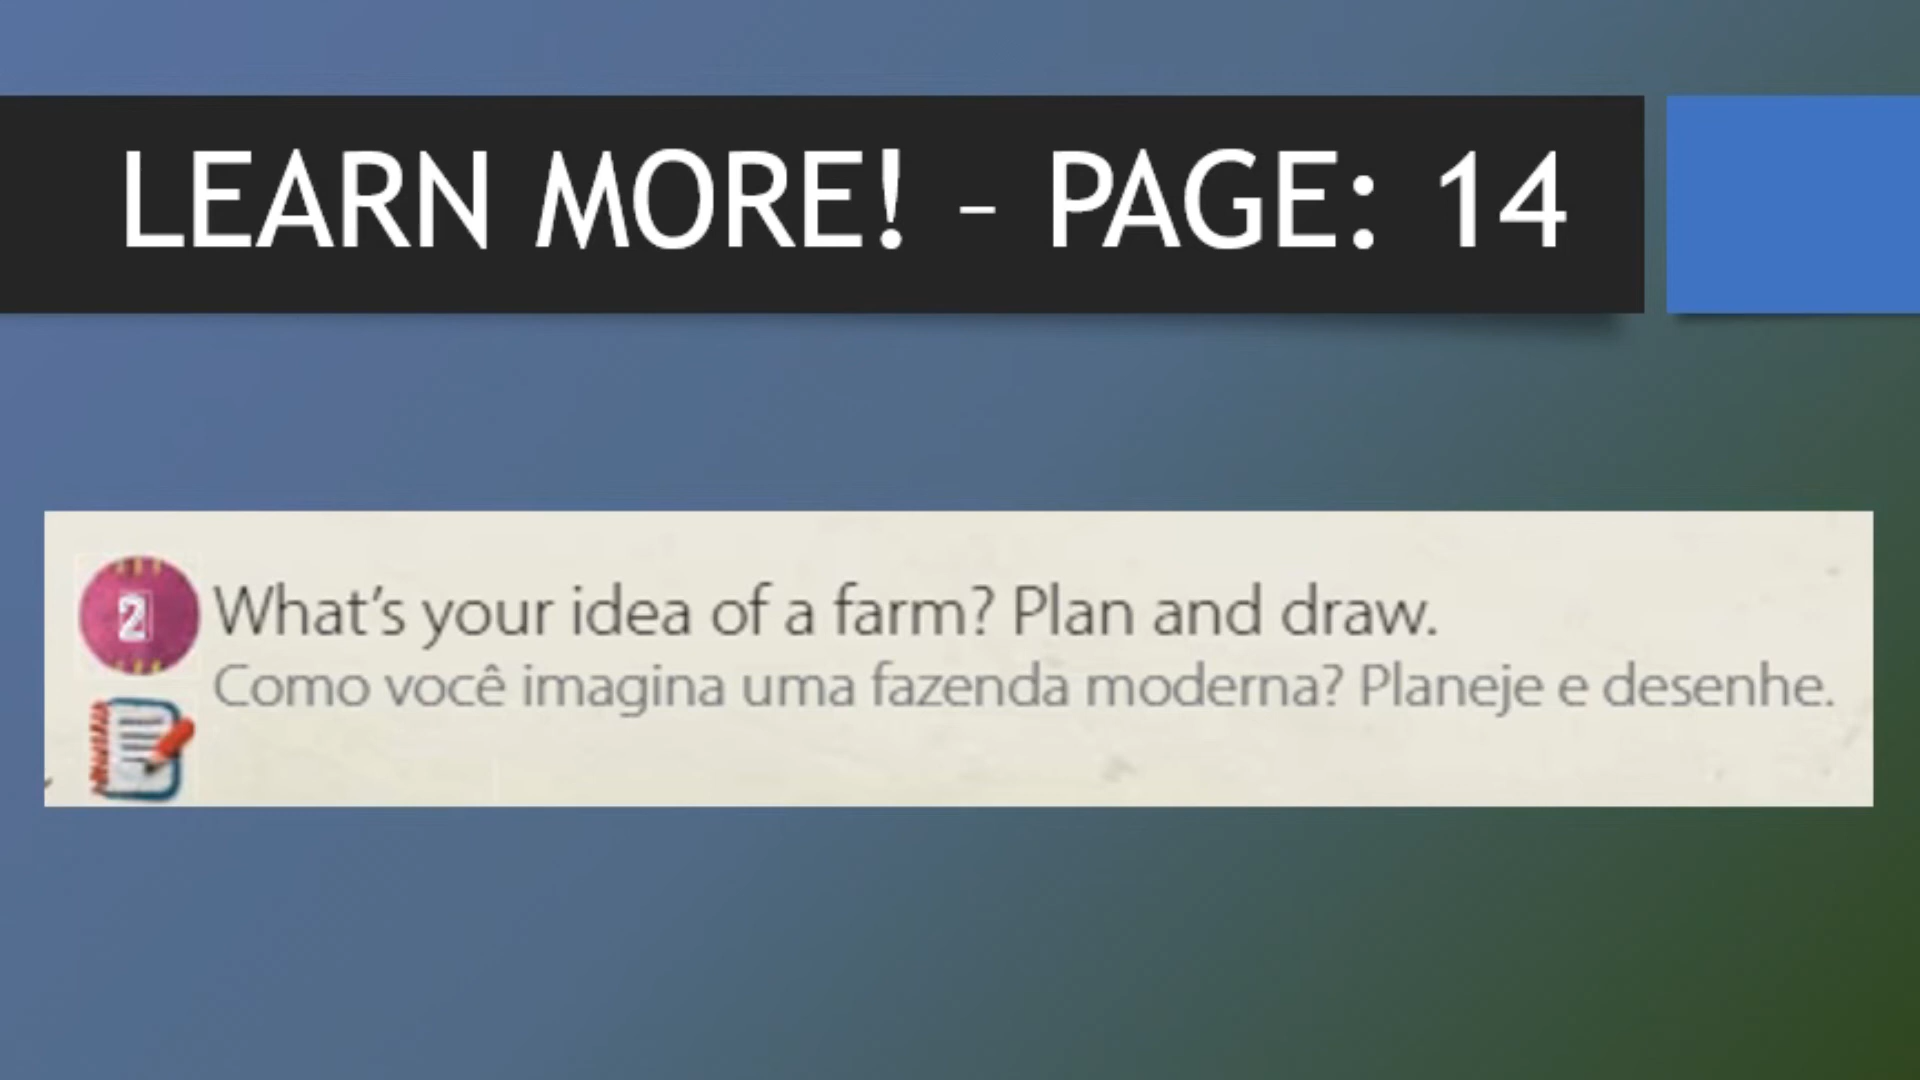 LEARN MORE! – PAGE: 14
2 What's your idea of a farm? Plan and draw.
Como você imagina uma fazenda moderna? Planeje e desenhe.